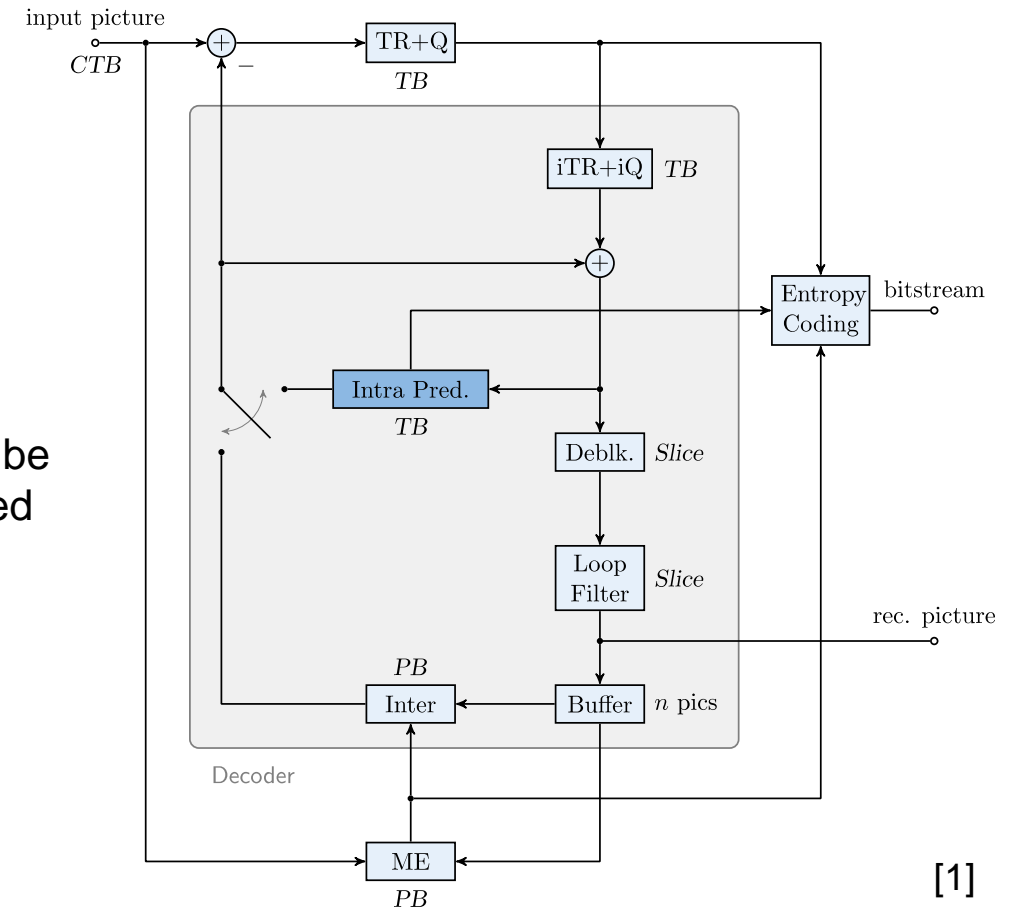 input picture
CTB
+
−
TR+Q
TB
iTR+iQ
TB
+
Entropy
Coding
bitstream
Intra Pred.
TB
Deblk.
Slice
be
ed
Loop
Filter
Slice
rec. picture
PB
Inter
Buffer
n pics
Decoder
ME
PB
[1]